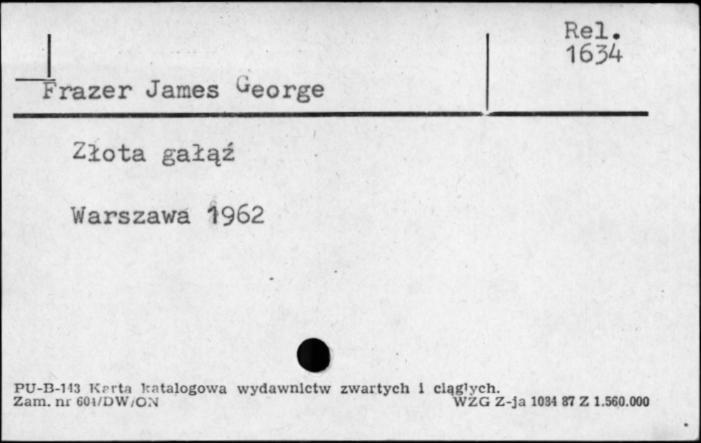 Rel.
1634
Frazer James George
Złota gałąź
Warszawa 1962
PU-B-143 Karta katalogowa wydawnictw zwartych i ciągłych.
Zam. nr 601/DW/ON
WZG Z-ja 1034 87 Z 1.560.000